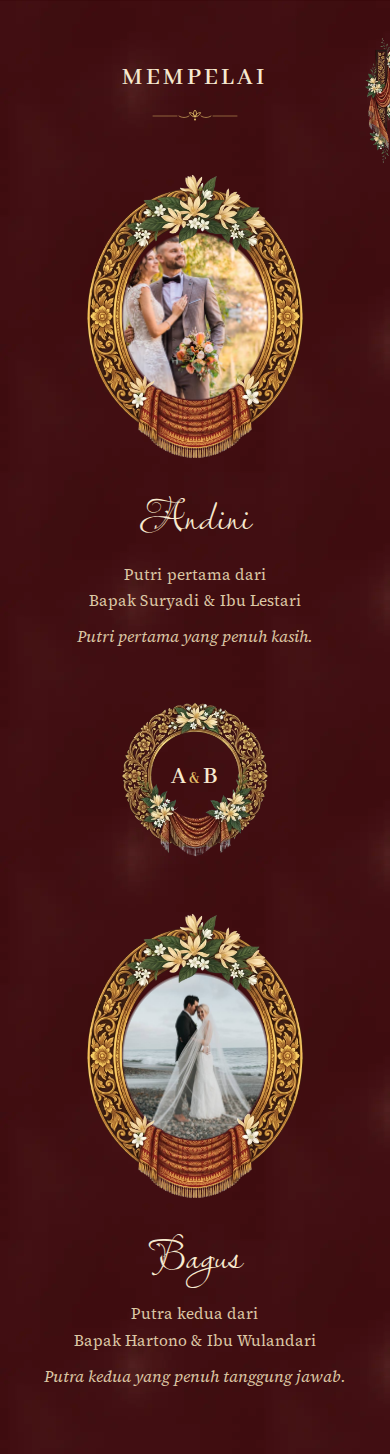 MEMPELAI
Andini
Putri pertama dari
Bapak Suryadi & Ibu Lestari
Putri pertama yang penuh kasih.
A & B
Bagus
Putra kedua dari
Bapak Hartono & Ibu Wulandari
Putra kedua yang penuh tanggung jawab.